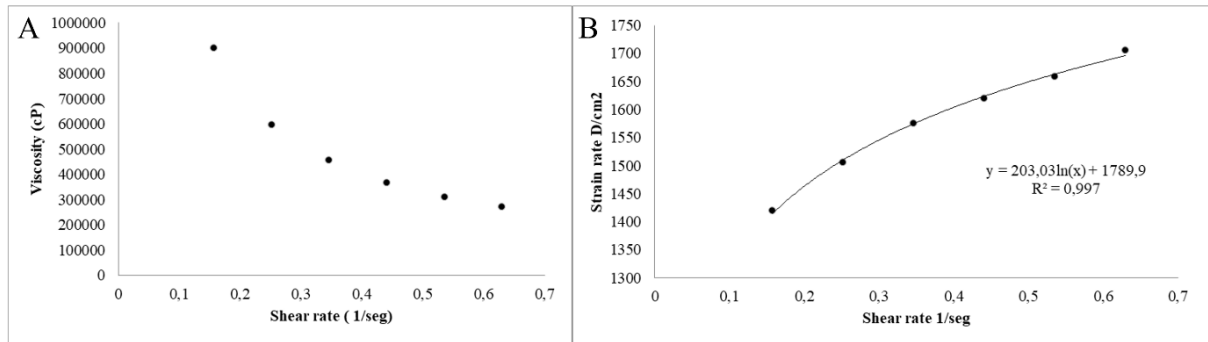 A
1000000
900000
800000
700000
600000
500000
400000
300000
200000
100000
0
Viscosity (cP)
0 0,1 0,2 0,3 0,4 0,5 0,6 0,7
Shear rate ( 1/seg)
B
1750
1700
1650
1600
1550
1500
1450
1400
1350
1300
Strain rate D/cm2
y = 203,03ln(x) + 1789,9
R² = 0,997
0 0,1 0,2 0,3 0,4 0,5 0,6 0,7
Shear rate 1/seg